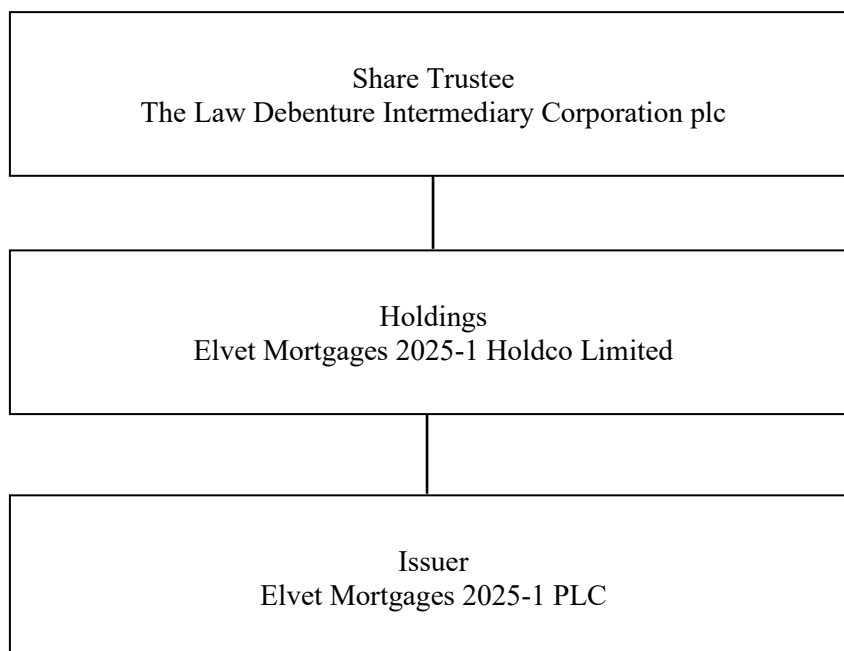 Share Trustee
The Law Debenture Intermediary Corporation plc
Holdings
Elvet Mortgages 2025-1 Holdco Limited
Issuer
Elvet Mortgages 2025-1 PLC